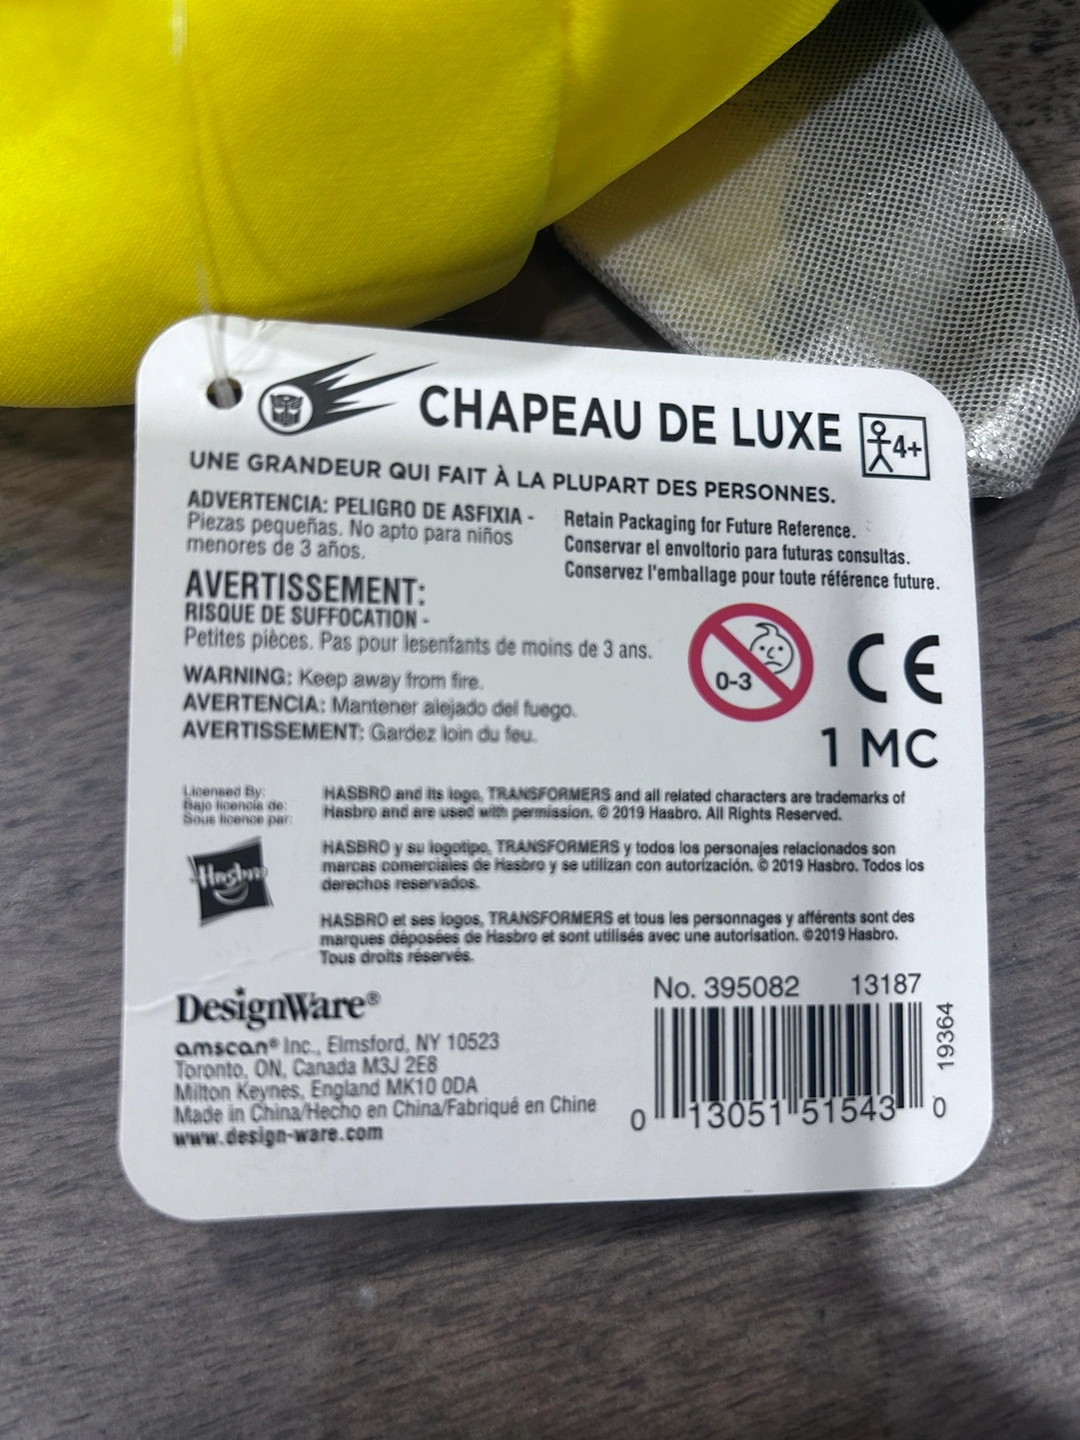 CHAPEAU DE LUXE
4+
UNE GRANDEUR QUI FAIT À LA PLUPART DES PERSONNES.
ADVERTENCIA: PELIGRO DE ASFIXIA -
Piezas pequeñas. No apto para niños
menores de 3 años.
Retain Packaging for Future Reference.
Conservar el envoltorio para futuras consultas.
Conservez l'emballage pour toute référence future.
AVERTISSEMENT:
RISQUE DE SUFFOCATION -
Petites pièces. Pas pour lesenfants de moins de 3 ans.
WARNING: Keep away from fire.
AVERTENCIA: Mantener alejado del fuego.
AVERTISSEMENT: Gardez loin du feu.
0-3
CE
1 MC
Licensed By:
Bajo licencia de:
Sous licence par:
Hasbro
HASBRO and its logo, TRANSFORMERS and all related characters are trademarks of
Hasbro and are used with permission. © 2019 Hasbro. All Rights Reserved.
HASBRO y su logotipo, TRANSFORMERS y todos los personajes relacionados son
marcas comerciales de Hasbro y se utilizan con autorización. © 2019 Hasbro. Todos los
derechos reservados.
HASBRO et ses logos, TRANSFORMERS et tous les personnages y afférents sont des
marques déposées de Hasbro et sont utilisés avec une autorisation. ©2019 Hasbro.
Tous droits réservés.
DesignWare®
amscan® Inc., Elmsford, NY 10523
Toronto, ON, Canada M3J 2E8
Milton Keynes, England MK10 0DA
Made in China/Hecho en China/Fabriqué en Chine
www.design-ware.com
No. 395082 13187
19364
0 13051 51543 0